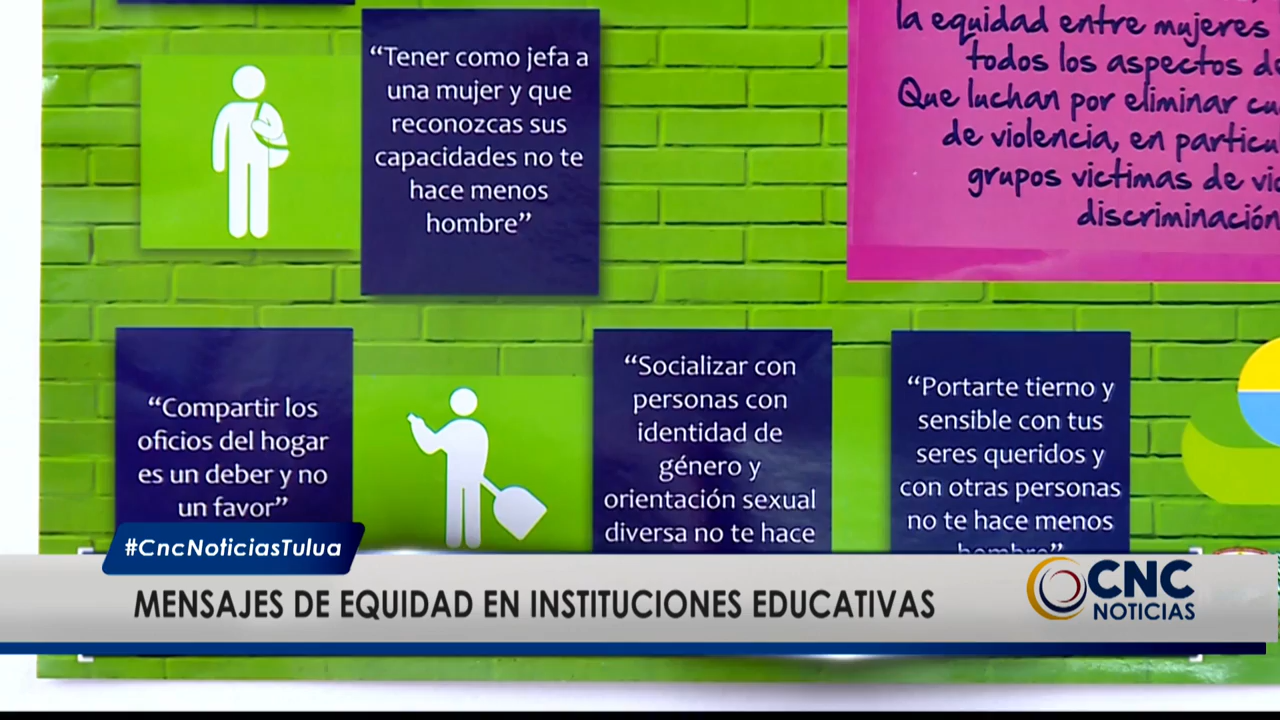 “Tener como jefa a
una mujer y que
reconozcas sus
capacidades no te
hace menos
hombre”
la equidad entre mujeres
todos los aspectos de
Que luchan por eliminar
de violencia, en
grupos victimas de
discriminación
“Compartir los
oficios del hogar
es un deber y no
un favor”
“Socializar con
personas con
identidad de
género y
orientación sexual
diversa no te hace
“Portarte tierno y
sensible con tus
seres queridos y
con otras personas
no te hace menos
hombre”
#CncNoticiasTulua
MENSAJES DE EQUIDAD EN INSTITUCIONES EDUCATIVAS
CNC
NOTICIAS